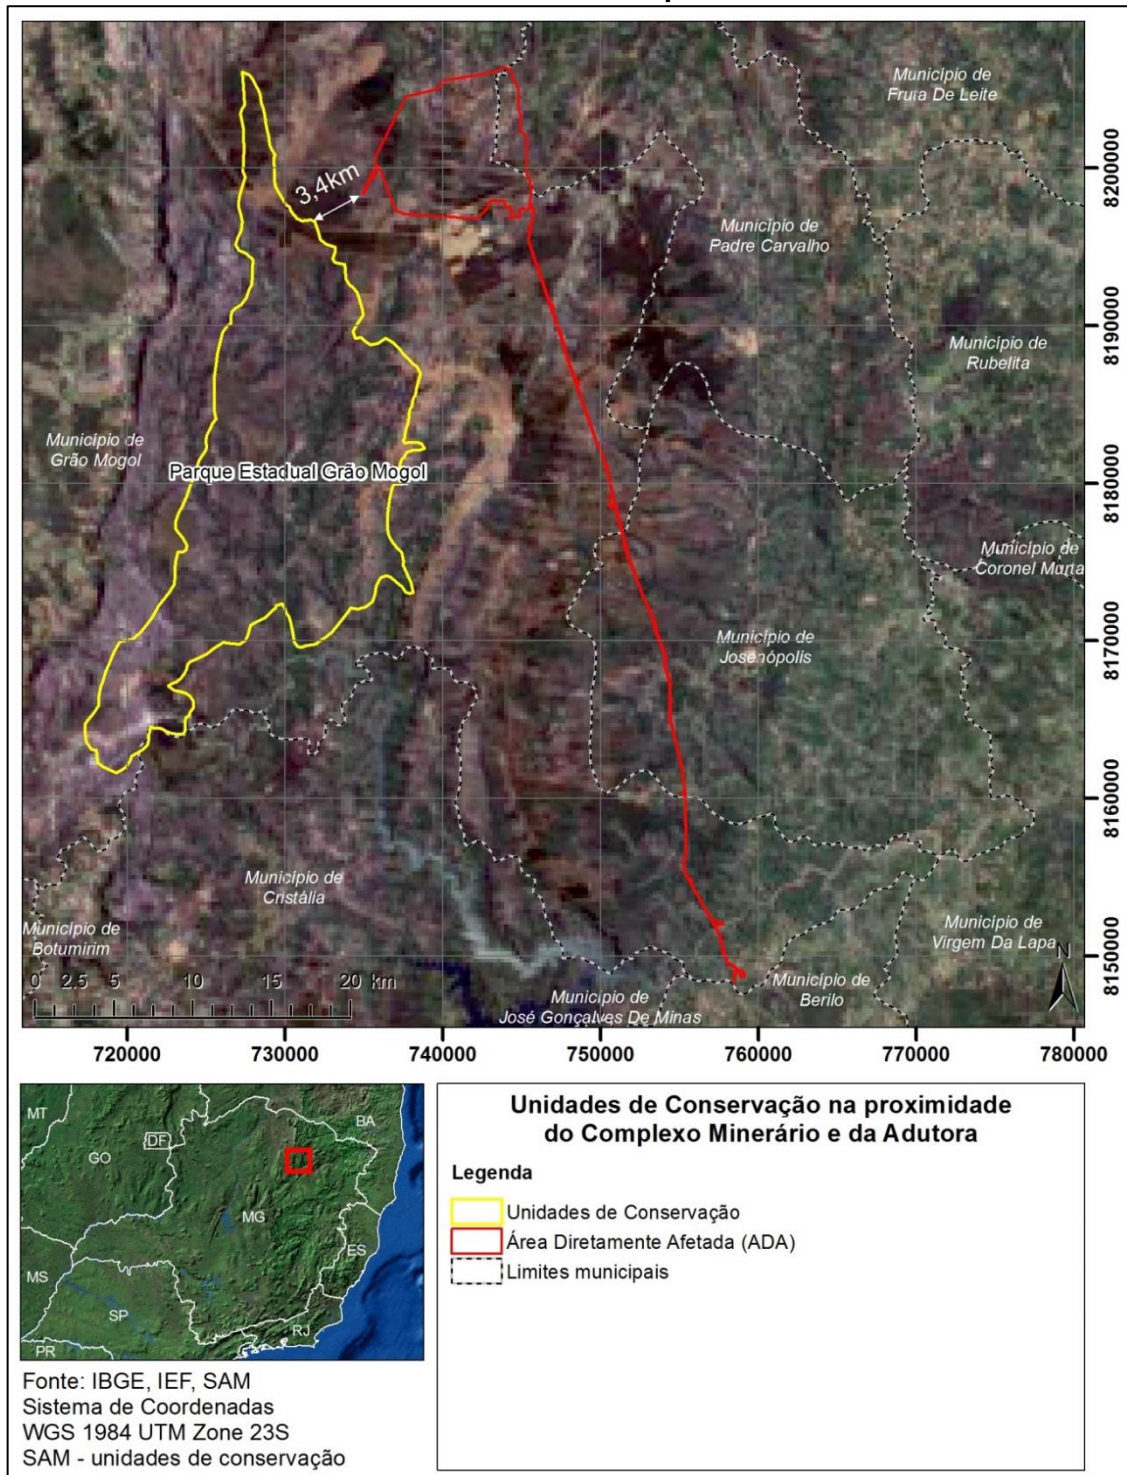 Município de
Fruta De Leite
8200000
3,4km
Município de
Padre Carvalho
8190000
Município de
Rubelita
Município de
Grão Mogol
Parque Estadual Grão Mogol
8180000
Município de
Coronel Murta
Município de
Josenópolis
8170000
8160000
Município de
Cristália
Município de
Botumirim
Município de
Virgem Da Lapa
N
8150000
0 2.5 5 10 15 20 km
Município de
Berilo
Município de
José Gonçalves De Minas
720000 730000 740000 750000 760000 770000 780000
MT
BA
DF
GO
MG
ES
MS
SP
RJ
PR
Unidades de Conservação na proximidade
do Complexo Minerário e da Adutora
Legenda
Unidades de Conservação
Área Diretamente Afetada (ADA)
Limites municipais
Fonte: IBGE, IEF, SAM
Sistema de Coordenadas
WGS 1984 UTM Zone 23S
SAM - unidades de conservação